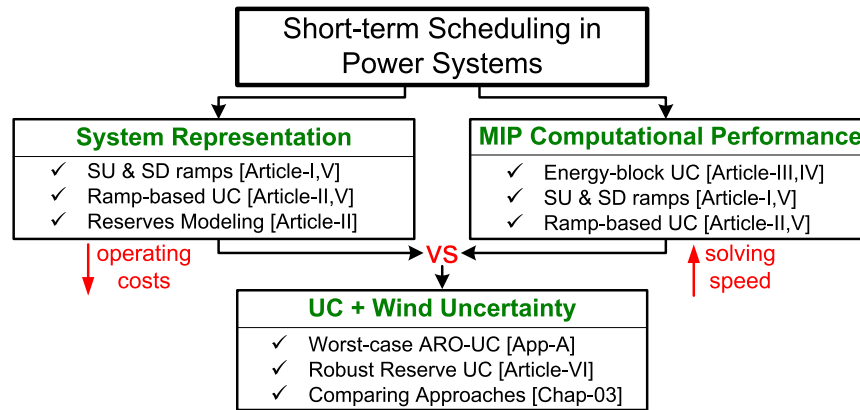 Short-term Scheduling in
Power Systems
System Representation
✓ SU & SD ramps [Article-I,V]
✓ Ramp-based UC [Article-II,V]
✓ Reserves Modeling [Article-II]
MIP Computational Performance
✓ Energy-block UC [Article-III,IV]
✓ SU & SD ramps [Article-I,V]
✓ Ramp-based UC [Article-II,V]
operating
costs
vs
solving
speed
UC + Wind Uncertainty
✓ Worst-case ARO-UC [App-A]
✓ Robust Reserve UC [Article-VI]
✓ Comparing Approaches [Chap-03]